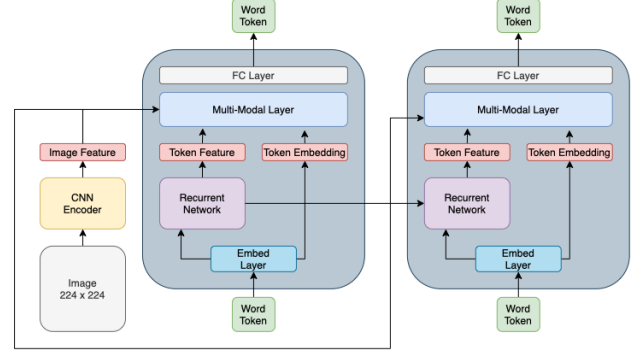 Word
Token
Word
Token
FC Layer
FC Layer
Multi-Modal Layer
Multi-Modal Layer
Image Feature
Token Feature
Token Embedding
Token Feature
Token Embedding
CNN
Encoder
Recurrent
Network
Recurrent
Network
Embed
Layer
Embed
Layer
Image
224 x 224
Word
Token
Word
Token